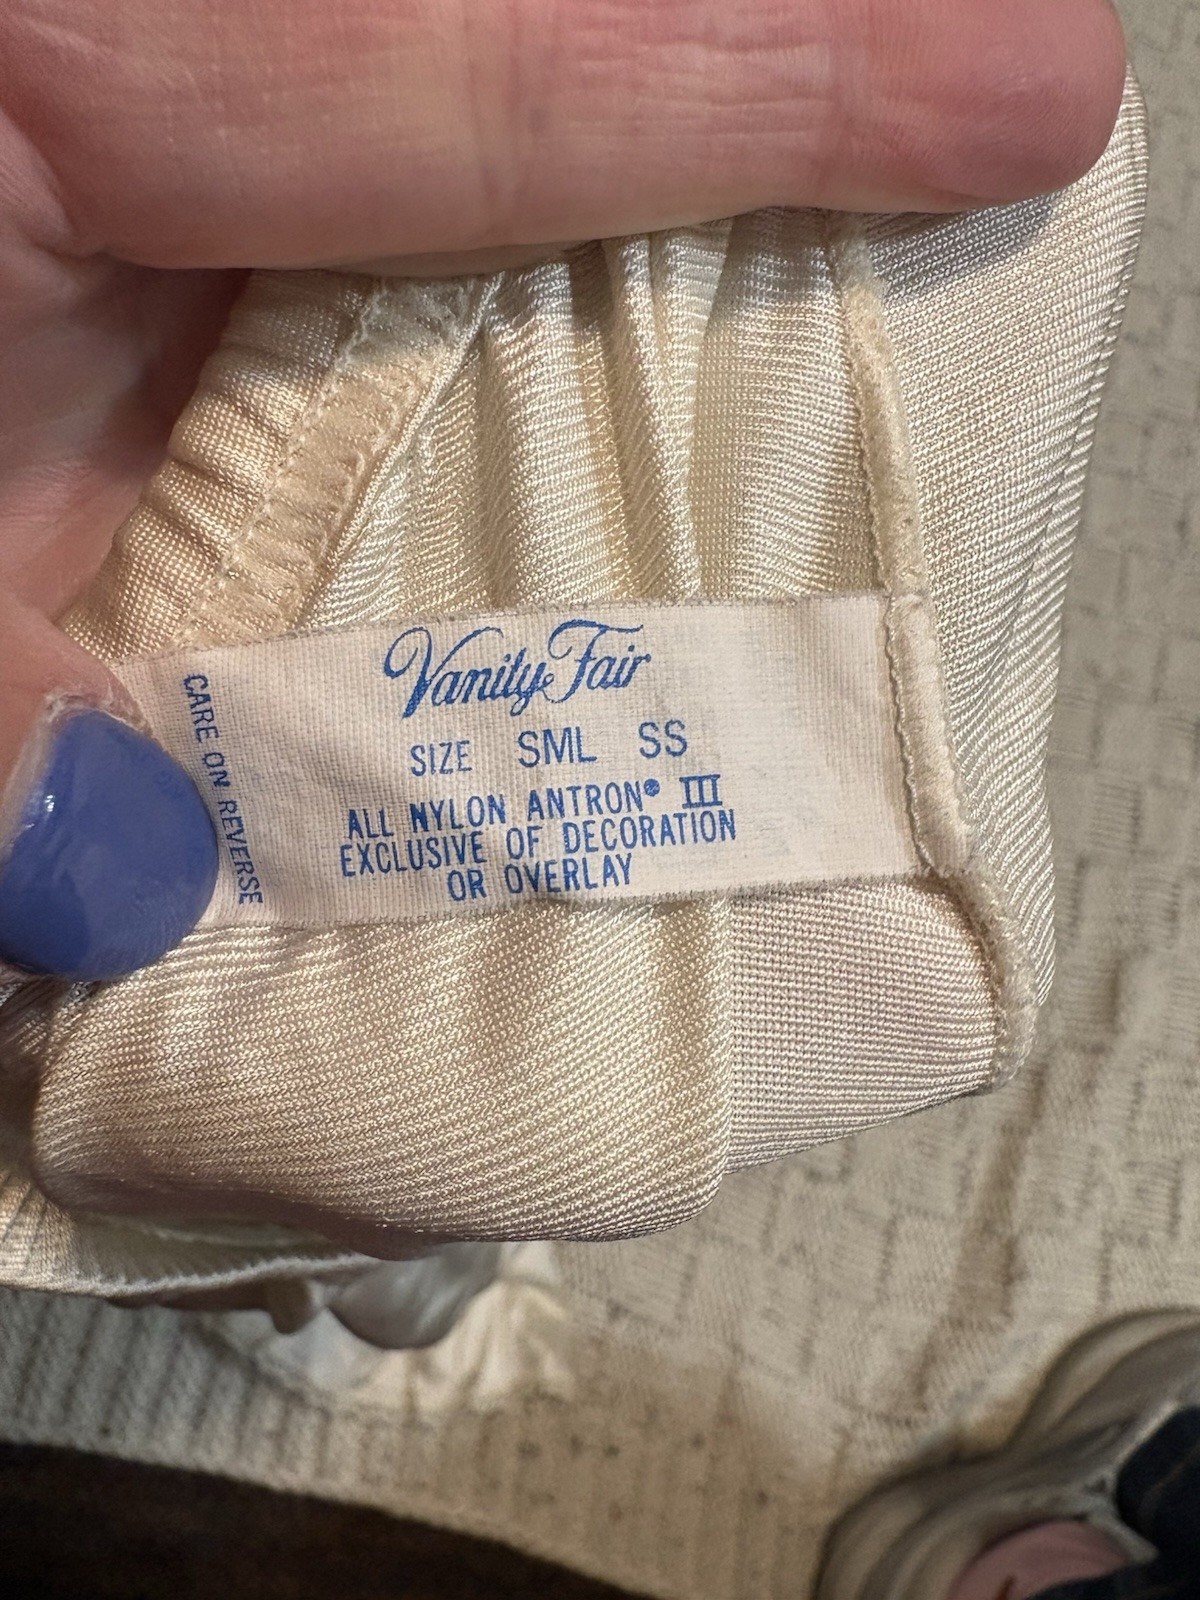 Vanity Fair
SIZE SML SS
ALL NYLON ANTRON® III
EXCLUSIVE OF DECORATION
OR OVERLAY
CARE ON REVERSE